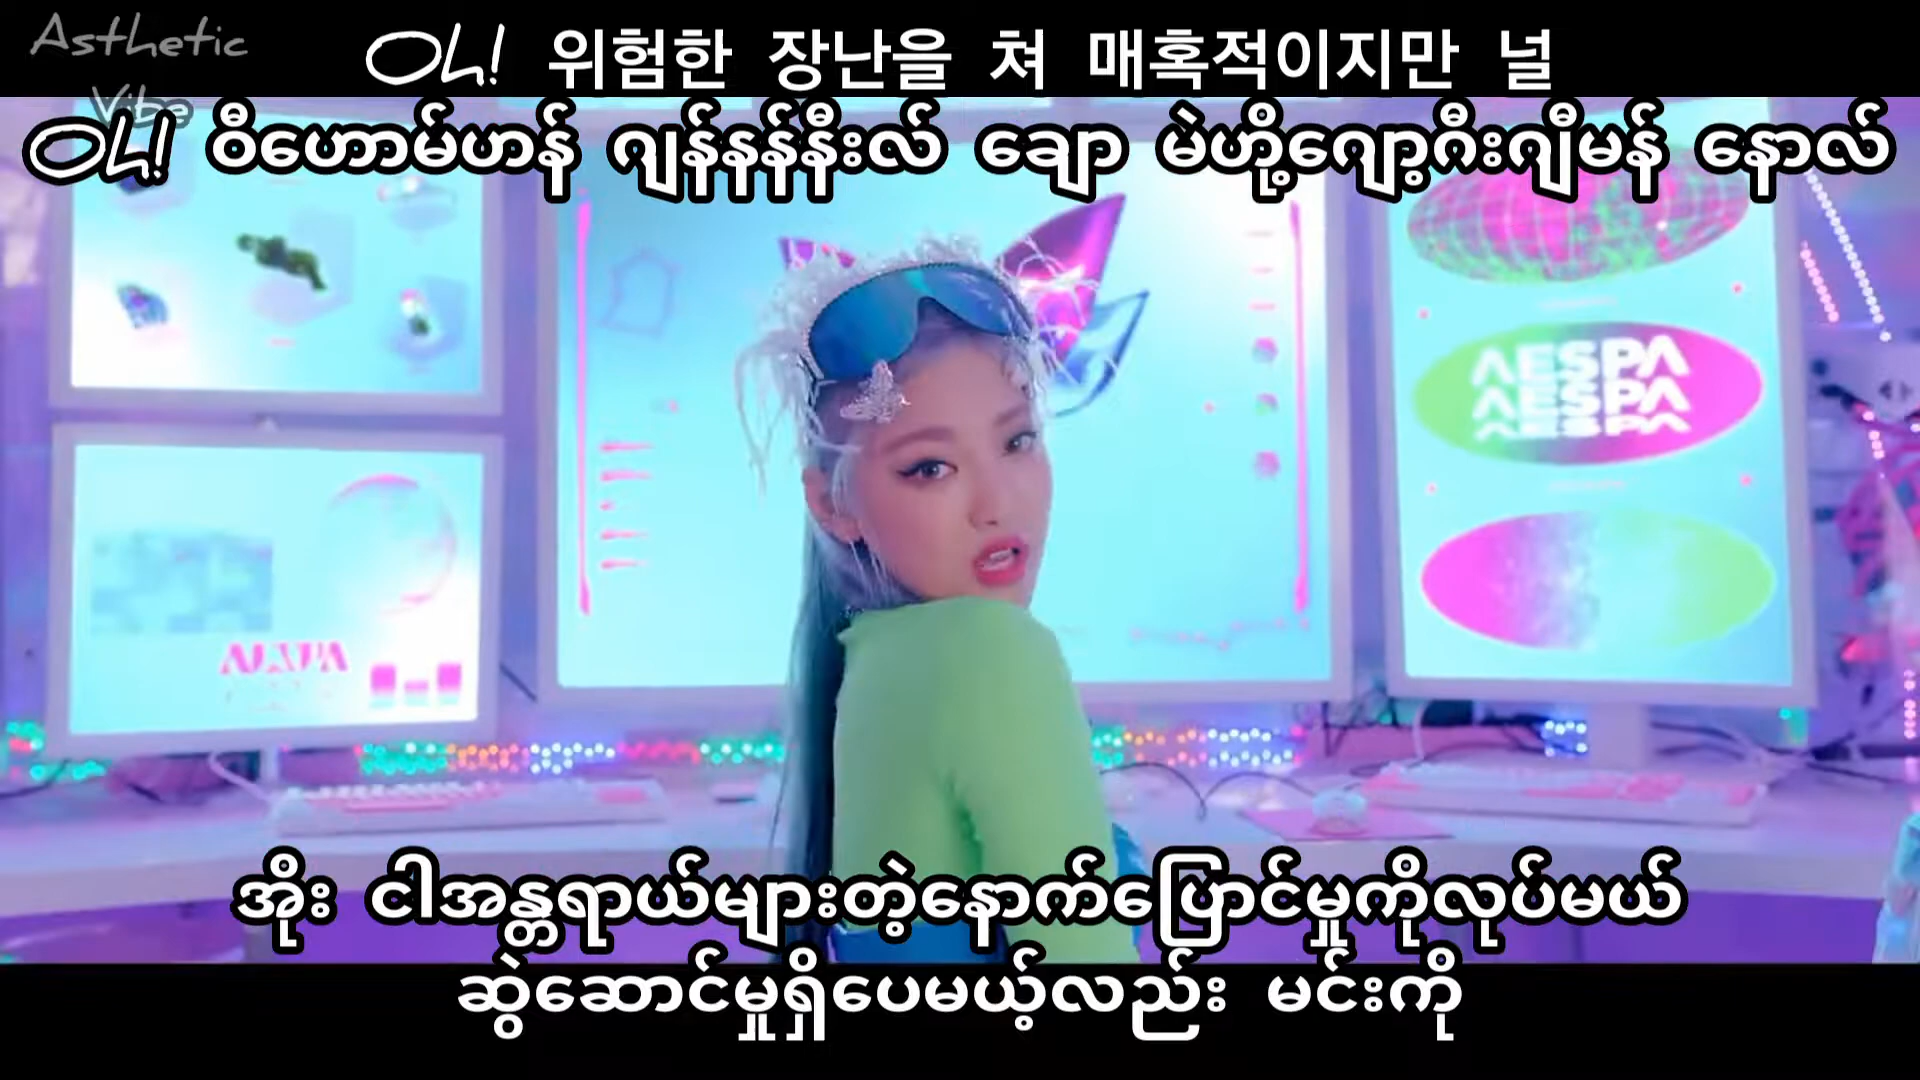 Asthetic
Vibe
Oh! 위험한 장난을 쳐 매혹적이지만 널
Oh! ဝီဟောမ်ဟန် ဂျန်နန်နီးလ် ချော မဲဟို့ဂျော့ဂီးဂျီမန် နောလ်
AESPA
AESPA
AESPA
အိုး ငါအန္တရာယ်များတဲ့နောက်ပြောင်မှုကိုလုပ်မယ်
ဆွဲဆောင်မှုရှိပေမယ့်လည်း မင်းကို